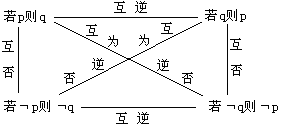 若p则q 互 逆 若q则p
互 为 为 互
互 否 互 否
否 逆 逆 否
若﹁p则﹁q 互 逆 若﹁q则﹁p